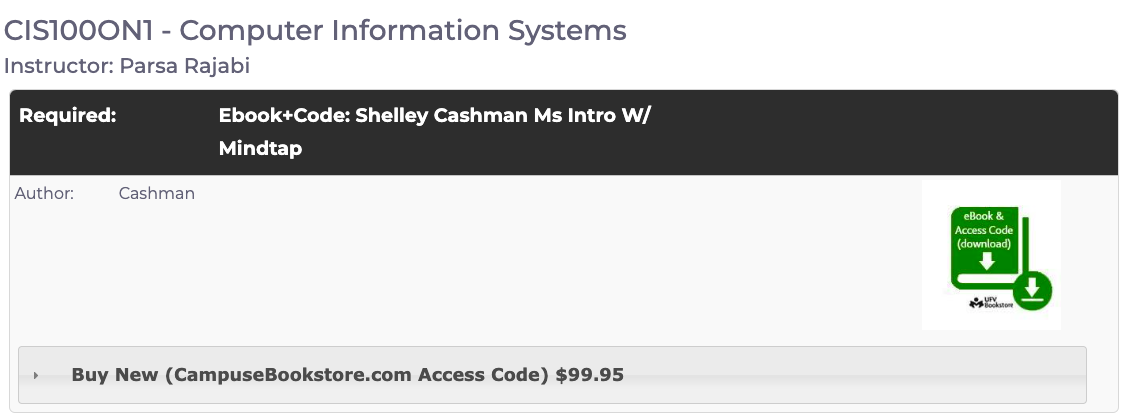 CIS100ON1 - Computer Information Systems
Instructor: Parsa Rajabi
Required: Ebook+Code: Shelley Cashman Ms Intro W/
Mindtap
Author: Cashman
eBook &
Access Code
(download)
UFV
Bookstore
Buy New (CampuseBookstore.com Access Code) $99.95